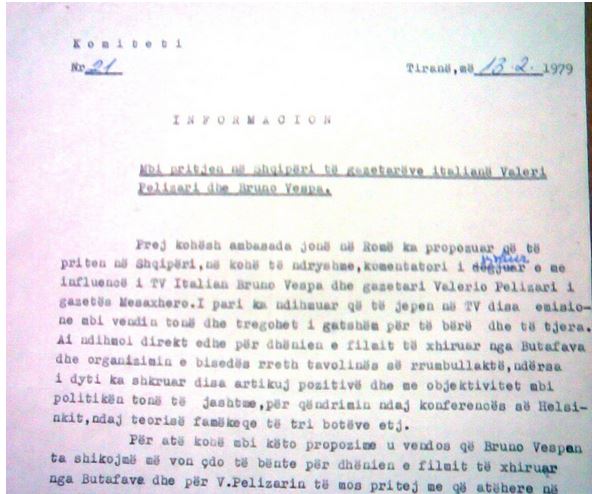 K o m i t e t i
Nr 21
Tiranë,më 13.2. 1979
I N F O R M A C I O N
Mbi pritjen në Shqipëri të gazetarëve italianë Valeri
Pelizari dhe Bruno Vespa.
Prej kohësh ambasada jonë në Romë ka propozuar që të
priten në Shqipëri,në kohë të ndryshme,komentatori i dëgjuar e me
influencë i TV Italian Bruno Vespa dhe gazetari Valerio Pelizari i
gazetës Mesaxhero.I pari ka ndihmuar që të jepen në TV disa emisio-
ne mbi vendin tonë dhe tregohet i gatshëm për të bërë dhe të tjera.
Ai ndihmoi direkt edhe për dhënien e filmit të xhiruar nga Butafava
dhe organizimin e bisedës rreth tavolinës së rrumbullaktë,ndërsa
i dyti ka shkruar disa artikuj pozitivë dhe me objektivitet mbi
politikën tonë të jashtme,për qëndrimin ndaj konferencës së Helsi-
nkit,ndaj teorisë famëkeqe të tri botëve etj.
Për atë kohë mbi këto propozime u vendos që Bruno Vespan
ta shikojmë më von çdo të bënte për dhënien e filmit të xhiruar
nga Butafava dhe për V.Pelizarin të mos pritej me që atëhere në